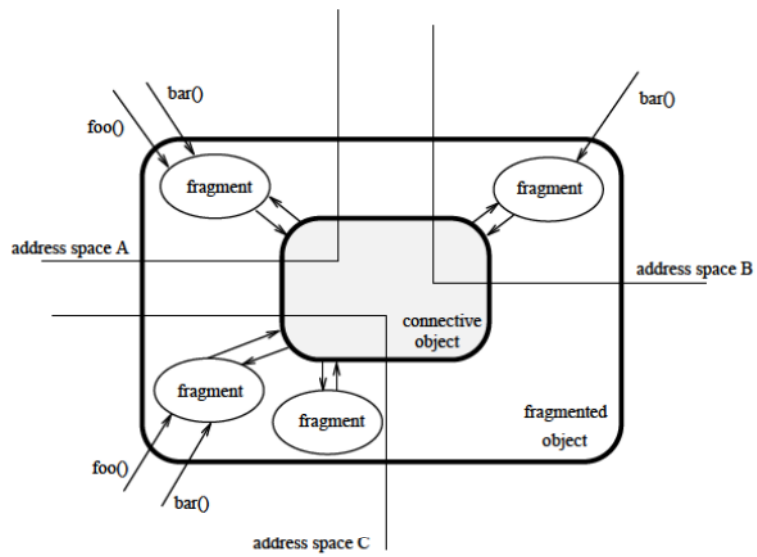 bar()
foo()
bar()
fragment
fragment
address space A
address space B
connective
object
fragment
fragment
fragmented
object
foo()
bar()
address space C